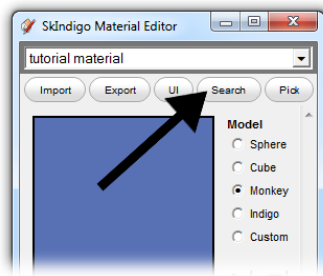 SkIndigo Material Editor
tutorial material
Import Export UI Search Pick
Model
Sphere
Cube
Monkey
Indigo
Custom